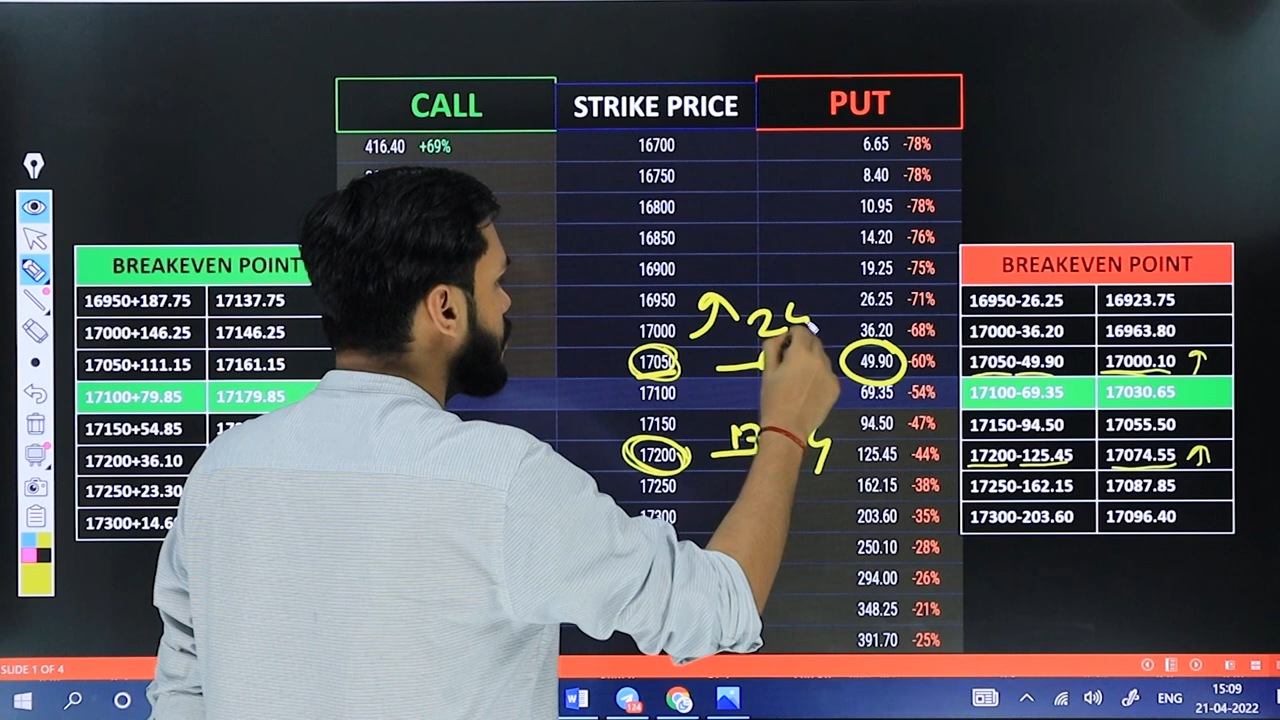 CALL STRIKE PRICE PUT
416.40 +69% 16700 6.65 -78%
16750 8.40 -78%
16800 10.95 -78%
16850 14.20 -76%
16900 19.25 -75%
16950 26.25 -71%
17000 36.20 -68%
17050 49.90 -60%
17100 69.35 -54%
17150 94.50 -47%
17200 125.45 -44%
17250 162.15 -38%
17300 203.60 -35%
250.10 -28%
294.00 -26%
348.25 -21%
391.70 -25%
BREAKEVEN POINT
16950+187.75 17137.75
17000+146.25 17146.25
17050+111.15 17161.15
17100+79.85 17179.85
17150+54.85
17200+36.10
17250+23.30
BREAKEVEN POINT
16950-26.25 16923.75
17000-36.20 16963.80
17050-49.90 17000.10
17100-69.35 17030.65
17150-94.50 17055.50
17200-125.45 17074.55
17250-162.15 17087.85
17300-203.60 17096.40
SLIDE 1 OF 4
124
ENG
15:09
21-04-2022